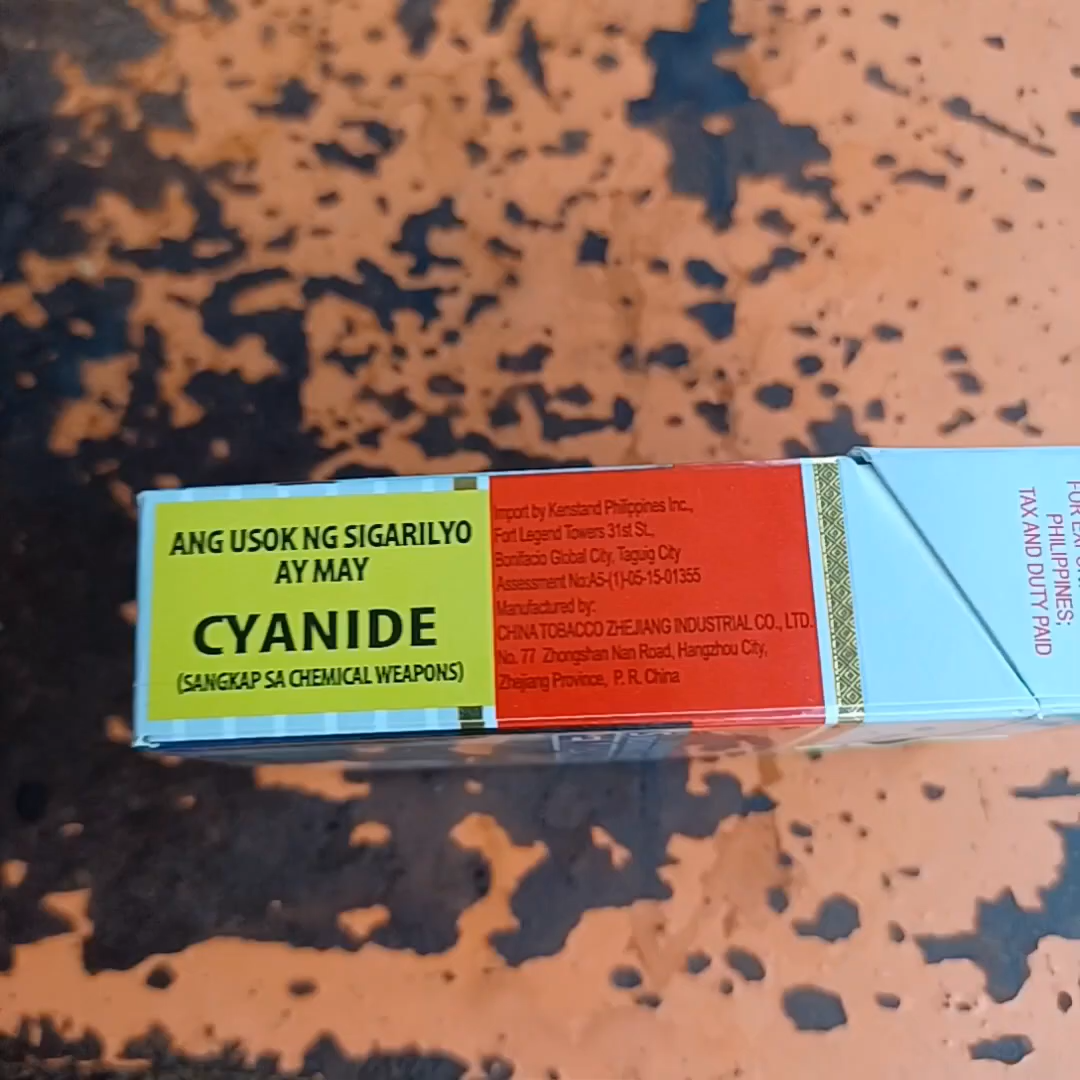 ANG USOK NG SIGARILYO
AY MAY
CYANIDE
(SANGKAP SA CHEMICAL WEAPONS)
Import by Kenstand Philippines Inc.,
Fort Legend Towers 31st St.,
Bonifacio Global City, Taguig City
Assessment No:A5-(1)-05-15-01355
Manufactured by:
CHINA TOBACCO ZHEJIANG INDUSTRIAL CO., LTD.
No. 77 Zhongshan Nan Road, Hangzhou City,
Zhejiang Province, P. R. China
PHILIPPINES:
TAX AND DUTY PAID